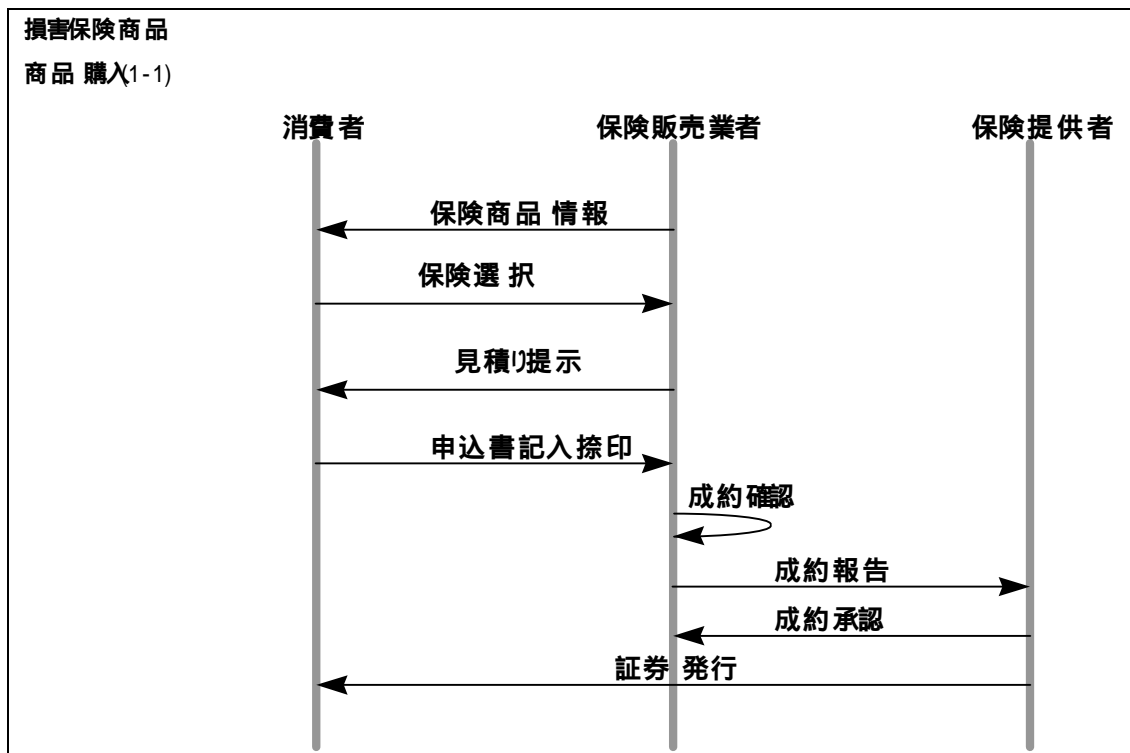 損害保険商品
商品 購入(1-1)
消費者 保険販売業者 保険提供者
保険商品 情報
保険選 択
見積り提示
申込書記入捺印
成約確認
成約報告
成約承認
証券 発行